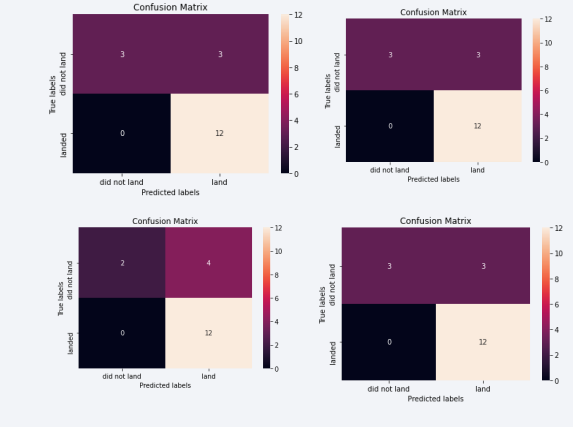 Confusion Matrix
True labels
did not land
landed
3 3
0 12
did not land land
Predicted labels
12
10
8
6
4
2
0
Confusion Matrix
True labels
did not land
landed
3 3
0 12
did not land land
Predicted labels
12
10
8
6
4
2
0
Confusion Matrix
True labels
did not land
landed
2 4
0 12
did not land land
Predicted labels
12
10
8
6
4
2
0
Confusion Matrix
True labels
did not land
landed
3 3
0 12
did not land land
Predicted labels
12
10
8
6
4
2
0